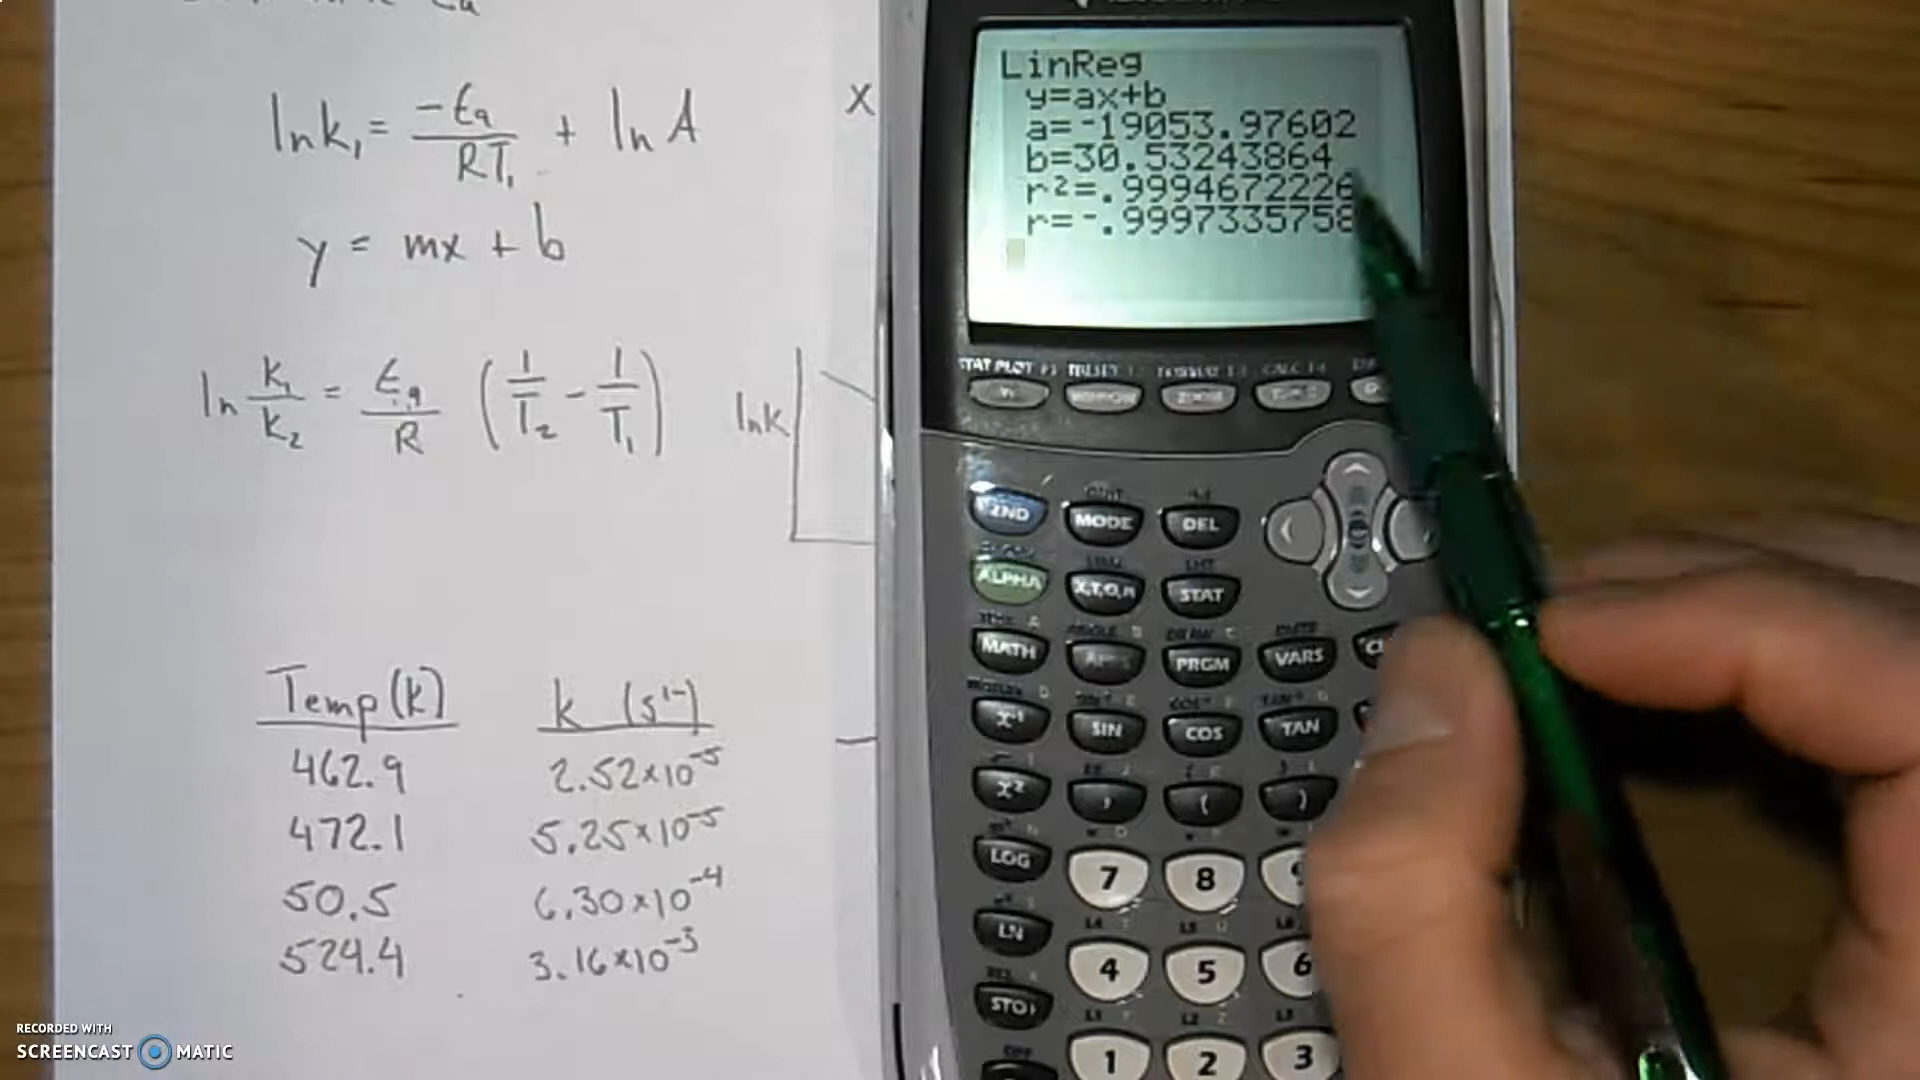 ln k₁ = -Ea/RT₁ + ln A
y = mx + b
ln k₁/k₂ = Ea/R (1/T₂ - 1/T₁)
ln k
X
Temp (k) k (s¹⁻)
462.9 2.52×10⁻⁵
472.1 5.25×10⁻⁵
50.5 6.30×10⁻⁴
524.4 3.16×10⁻³
LinReg
y=ax+b
a=-19053.97602
b=30.53243864
r²=.9994672226
r=-.9997335758
STAT PLOT
2ND MODE DEL
ALPHA X,T,Θ,n STAT
MATH PRGM VARS
x⁻¹ SIN COS TAN
x² , ( )
LOG 7 8
LN 4 5 6
STO 1 2 3
RECORDED WITH
SCREENCAST MATIC